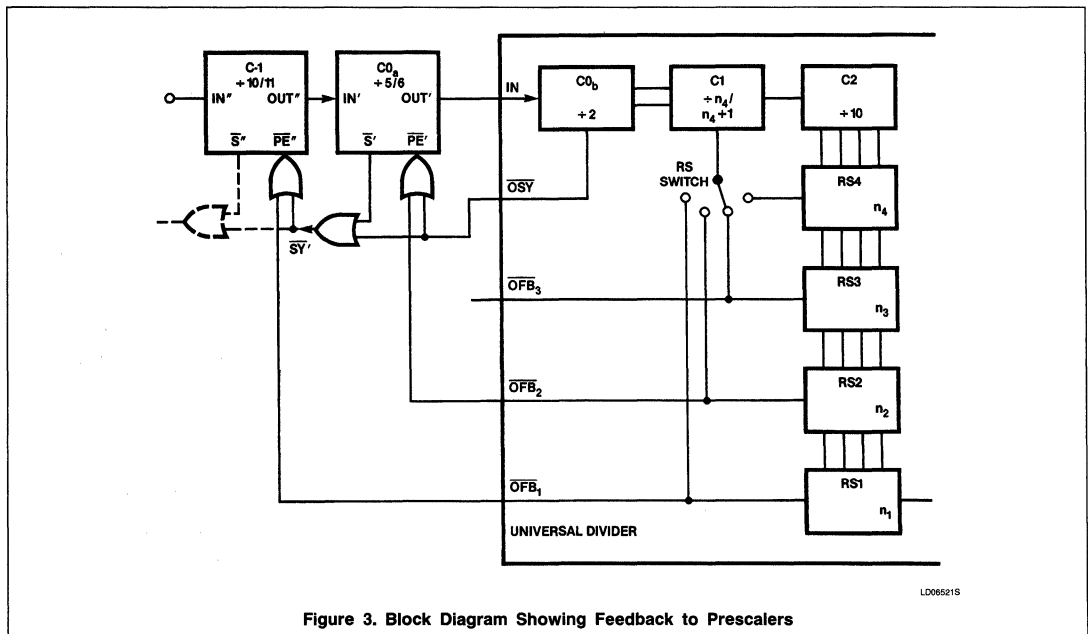 C-1
÷ 10/11
IN" OUT"
S̅" P̅E̅"
C0a
÷ 5/6
OUT'
IN'
S̅' P̅E̅'
IN
C0b
÷ 2
C1
÷ n4/
n4 +1
C2
÷ 10
RS
SWITCH
O̅S̅Y̅
S̅Y̅'
RS4
n4
O̅F̅B̅3
RS3
n3
O̅F̅B̅2
RS2
n2
O̅F̅B̅1
RS1
n1
UNIVERSAL DIVIDER
LD06521S
Figure 3. Block Diagram Showing Feedback to Prescalers